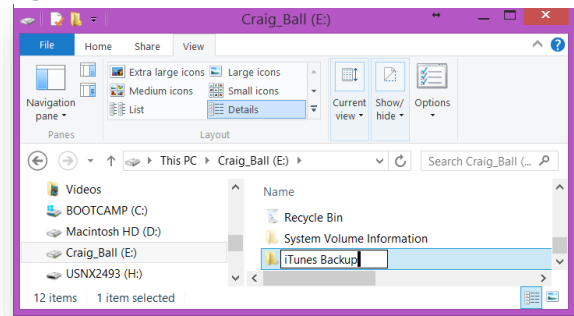 Craig_Ball (E:)
File Home Share View
Navigation pane
Extra large icons Large icons
Medium icons Small icons
List Details
Current view
Show/ hide
Options
Panes Layout
This PC Craig_Ball (E:) Search Craig_Ball (...
Videos
BOOTCAMP (C:)
Macintosh HD (D:)
Craig_Ball (E:)
USNX2493 (H:)
Name
Recycle Bin
System Volume Information
iTunes Backup
12 items 1 item selected